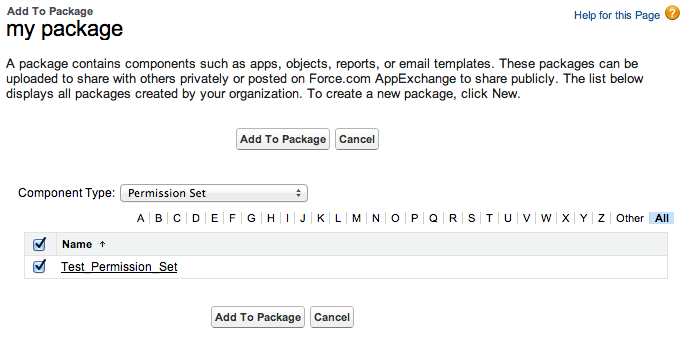 Add To Package
my package
Help for this Page ?
A package contains components such as apps, objects, reports, or email templates. These packages can be
uploaded to share with others privately or posted on Force.com AppExchange to share publicly. The list below
displays all packages created by your organization. To create a new package, click New.
Add To Package Cancel
Component Type: Permission Set
A | B | C | D | E | F | G | H | I | J | K | L | M | N | O | P | Q | R | S | T | U | V | W | X | Y | Z | Other All
Name ↑
Test_Permission_Set
Add To Package Cancel